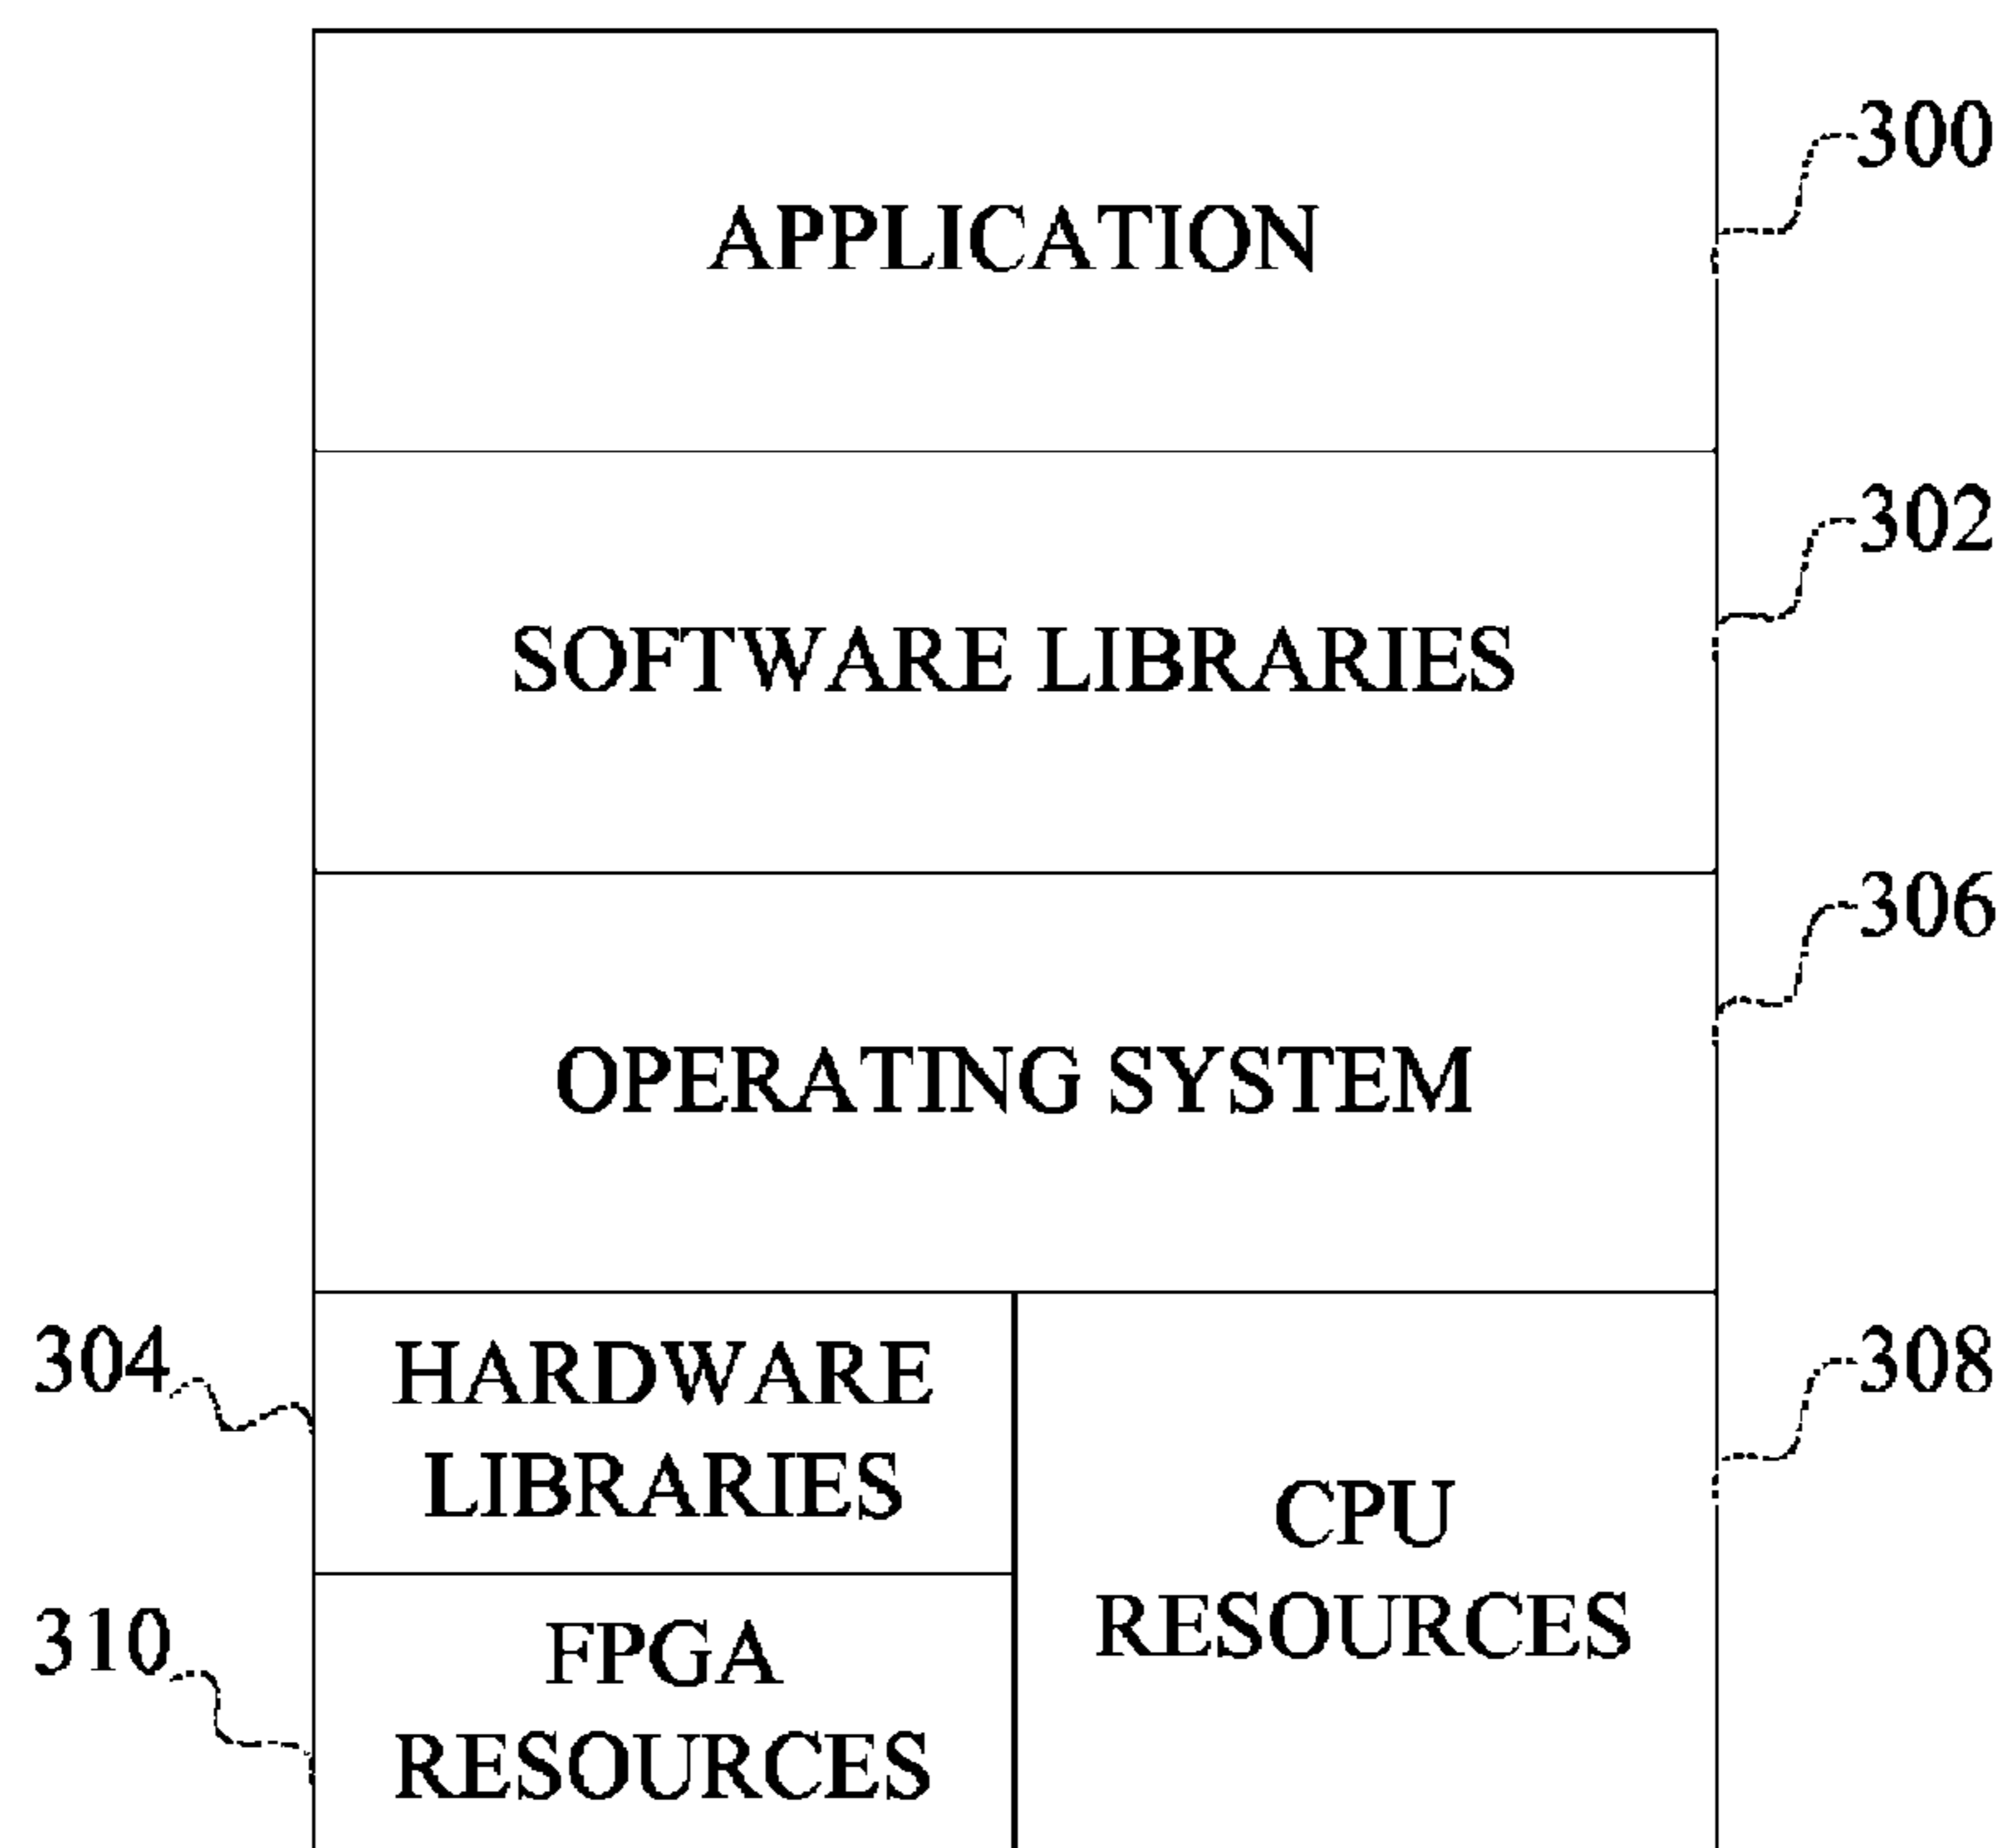 APPLICATION
300
SOFTWARE LIBRARIES
302
OPERATING SYSTEM
306
304
HARDWARE
LIBRARIES
310
FPGA
RESOURCES
CPU
RESOURCES
308